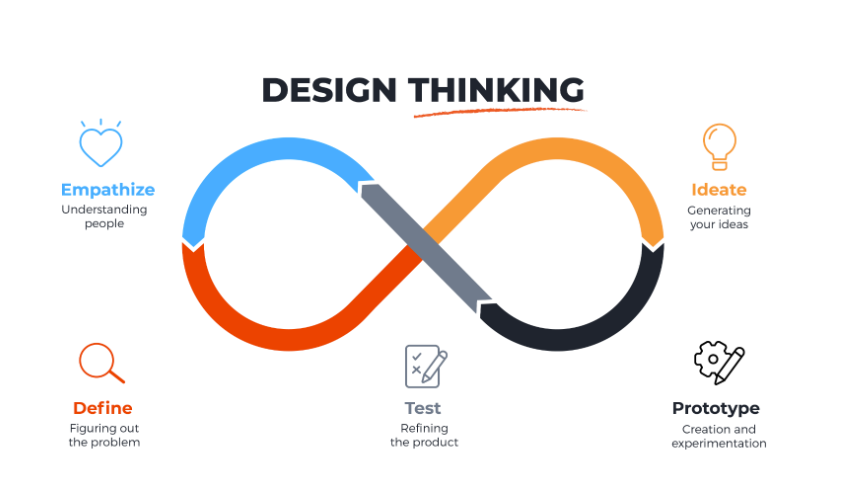 DESIGN THINKING
Empathize
Understanding
people
Ideate
Generating
your ideas
Define
Figuring out
the problem
Test
Refining
the product
Prototype
Creation and
experimentation